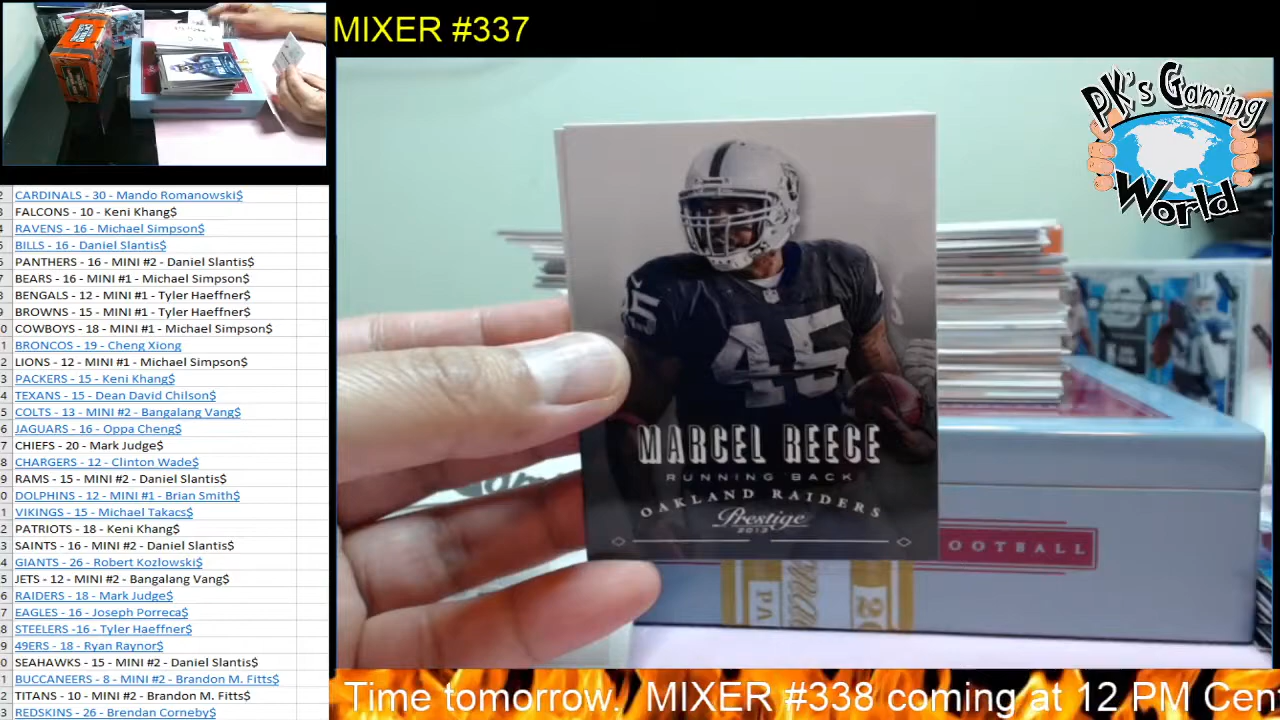 MIXER #337
PK's Gaming
World
CARDINALS - 30 - Mando Romanowski$
FALCONS - 10 - Keni Khang$
RAVENS - 16 - Michael Simpson$
BILLS - 16 - Daniel Slantis$
PANTHERS - 16 - MINI #2 - Daniel Slantis$
BEARS - 16 - MINI #1 - Michael Simpson$
BENGALS - 12 - MINI #1 - Tyler Haeffner$
BROWNS - 15 - MINI #1 - Tyler Haeffner$
COWBOYS - 18 - MINI #1 - Michael Simpson$
BRONCOS - 19 - Cheng Xiong
LIONS - 12 - MINI #1 - Michael Simpson$
PACKERS - 15 - Keni Khang$
TEXANS - 15 - Dean David Chilson$
COLTS - 13 - MINI #2 - Bangalang Vang$
JAGUARS - 16 - Oppa Cheng$
CHIEFS - 20 - Mark Judge$
CHARGERS - 12 - Clinton Wade$
RAMS - 15 - MINI #2 - Daniel Slantis$
DOLPHINS - 12 - MINI #1 - Brian Smith$
VIKINGS - 15 - Michael Takacs$
PATRIOTS - 18 - Keni Khang$
SAINTS - 16 - MINI #2 - Daniel Slantis$
GIANTS - 26 - Robert Kozlowski$
JETS - 12 - MINI #2 - Bangalang Vang$
RAIDERS - 18 - Mark Judge$
EAGLES - 16 - Joseph Porreca$
STEELERS -16 - Tyler Haeffner$
49ERS - 18 - Ryan Raynor$
SEAHAWKS - 15 - MINI #2 - Daniel Slantis$
BUCCANEERS - 8 - MINI #2 - Brandon M. Fitts$
TITANS - 10 - MINI #2 - Brandon M. Fitts$
REDSKINS - 26 - Brendan Corneby$
45
45
MARCEL REECE
RUNNING BACK
OAKLAND RAIDERS
Prestige
2013
OOTBALL
PA
Time tomorrow. MIXER #338 coming at 12 PM Cen